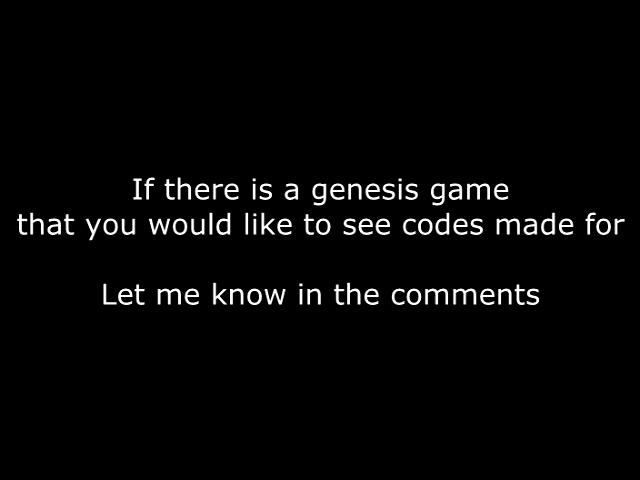 If there is a genesis game
that you would like to see codes made for
Let me know in the comments